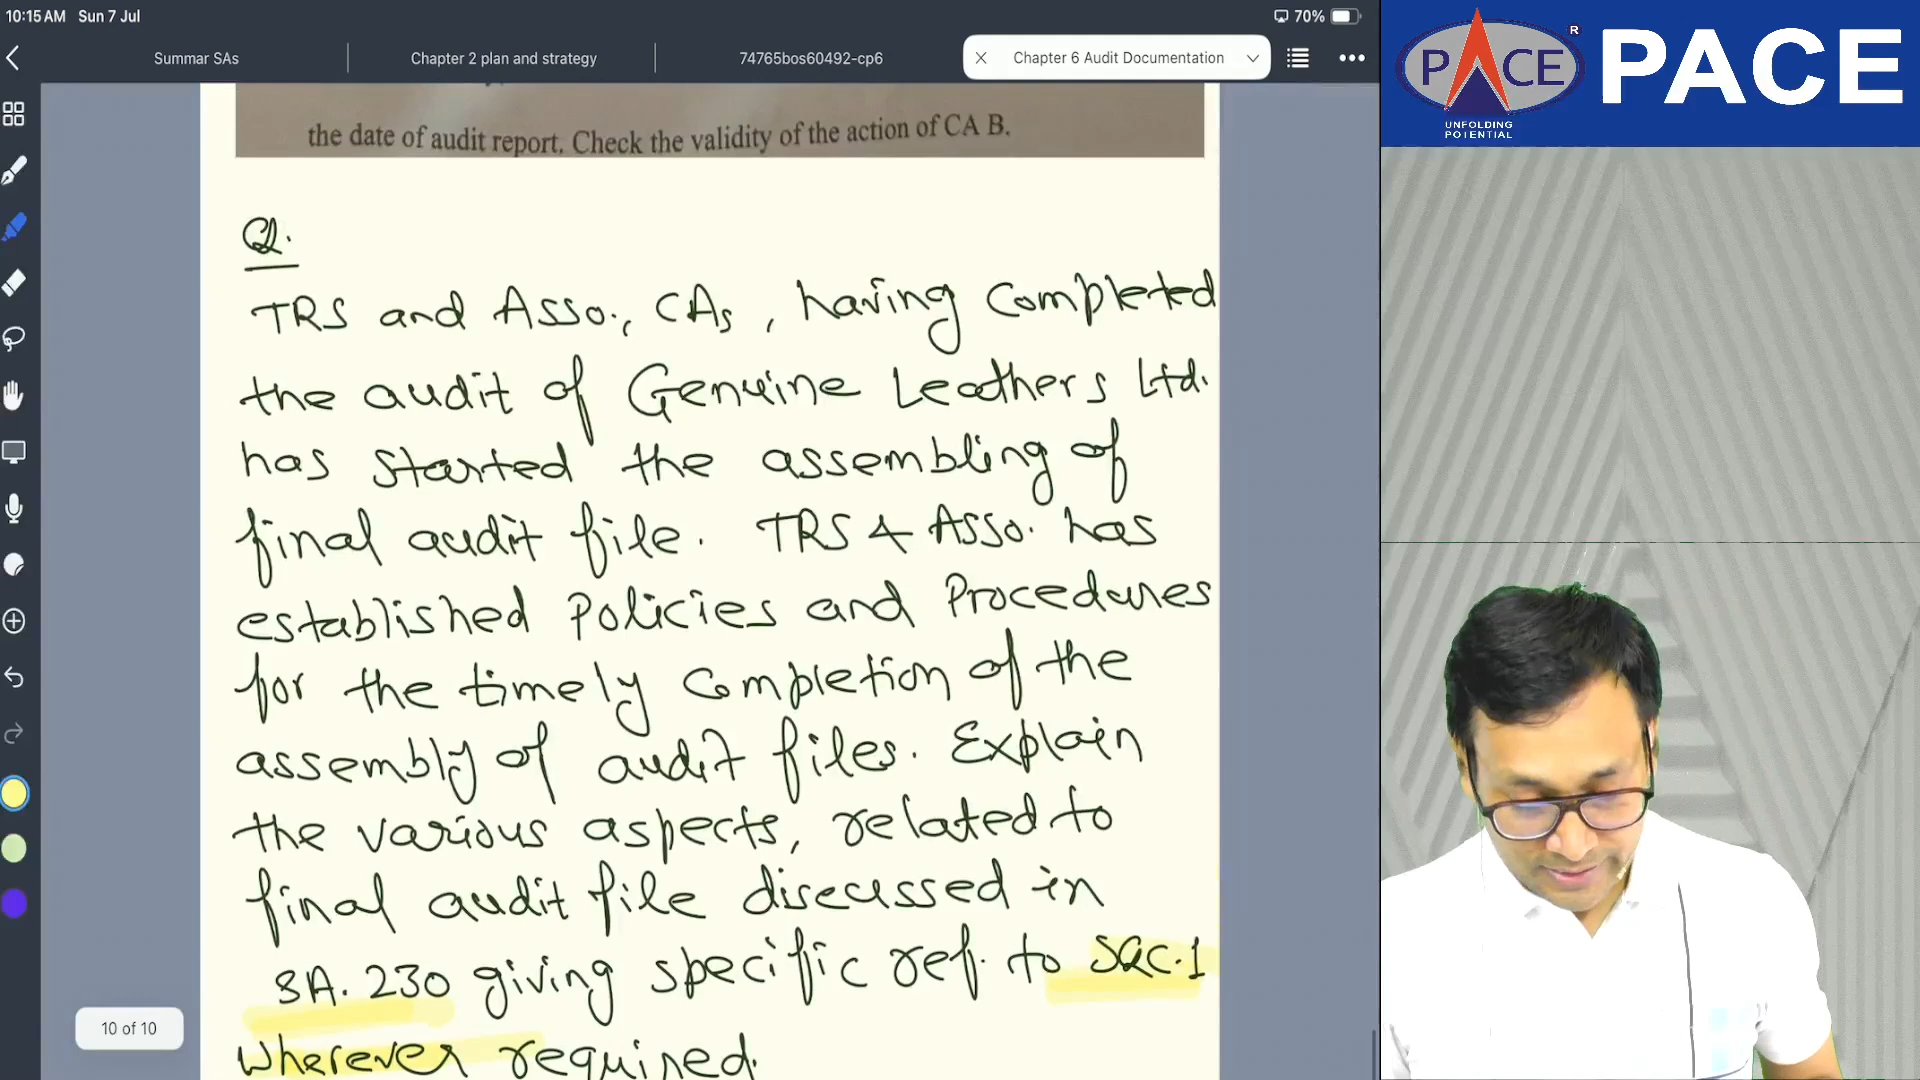 10:15 AM Sun 7 Jul
70%
Summar SAs
Chapter 2 plan and strategy
74765bos60492-cp6
Chapter 6 Audit Documentation
the date of audit report. Check the validity of the action of CA B.
Q.
TRS and Asso., CAs, having completed
the audit of Genuine Leathers Ltd.
has started the assembling of
final audit file. TRS & Asso. has
established Policies and Procedures
for the timely completion of the
assembly of audit files. Explain
the various aspects, related to
final audit file discussed in
SA. 230 giving specific ref. to SQC.1
wherever required.
10 of 10
PACE
UNFOLDING
POTENTIAL
®
PACE